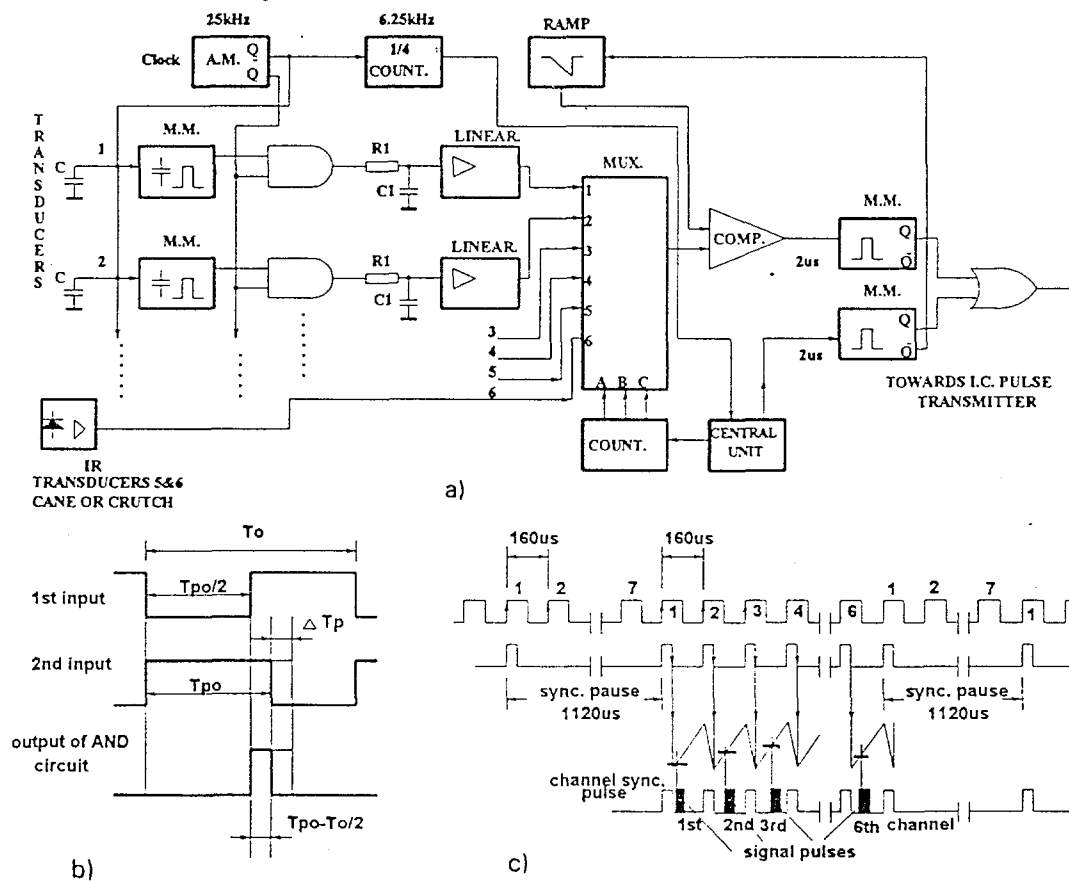 25kHz 6.25kHz RAMP
Clock A.M. Q
Q̄
1/4
COUNT.
TRANSDUCERS
M.M. LINEAR.
1
C
R1
C1
MUX.
1
2
3
4
5
6
M.M.
2
C
R1
C1
LINEAR.
COMP.
M.M.
2us
Q
Q̄
M.M.
2us
Q
Q̄
3
4
5
6
A B C
COUNT.
CENTRAL
UNIT
TOWARDS I.C. PULSE
TRANSMITTER
IR
TRANSDUCERS 5&6
CANE OR CRUTCH
a)
To
1st input
Tpo/2
△ Tp
2nd input
Tpo
output of AND
circuit
Tpo-To/2
b)
160us 160us
1 2 7 1 2 3 4 6 1 2 7 1
sync. pause
1120us
sync. pause
1120us
channel sync.
pulse
1st 2nd 3rd 6th channel
signal pulses
c)